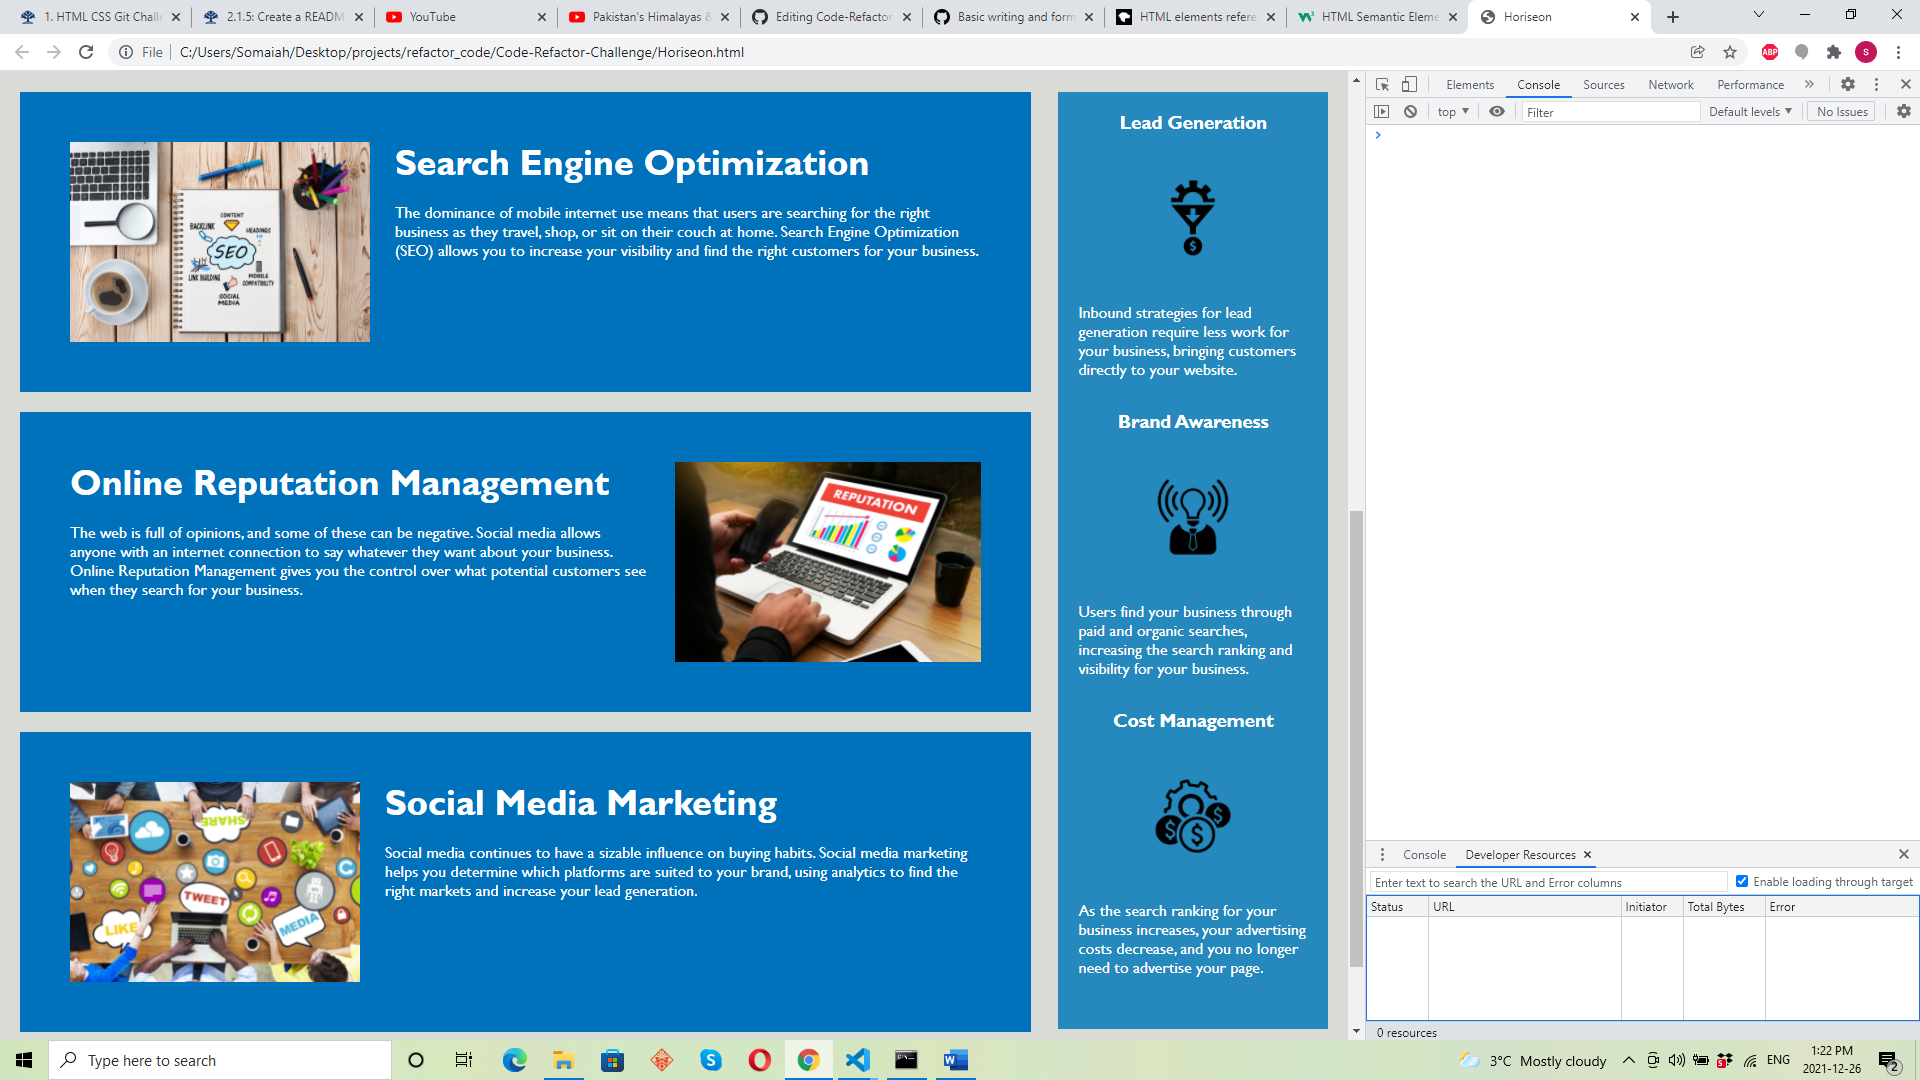 1. HTML CSS Git Challe
2.1.5: Create a READM
YouTube
Pakistan's Himalayas &
Editing Code-Refactor
Basic writing and form
HTML elements refere
HTML Semantic Eleme
Horiseon
File
C:/Users/Somaiah/Desktop/projects/refactor_code/Code-Refactor-Challenge/Horiseon.html
ABP
S
Search Engine Optimization
The dominance of mobile internet use means that users are searching for the right
business as they travel, shop, or sit on their couch at home. Search Engine Optimization
(SEO) allows you to increase your visibility and find the right customers for your business.
CONTENT
BACKLINK
HEADINGS
SEO
LINK BUILDING
MOBILE
COMPATIBILITY
SOCIAL
MEDIA
Online Reputation Management
The web is full of opinions, and some of these can be negative. Social media allows
anyone with an internet connection to say whatever they want about your business.
Online Reputation Management gives you the control over what potential customers see
when they search for your business.
REPUTATION
Social Media Marketing
Social media continues to have a sizable influence on buying habits. Social media marketing
helps you determine which platforms are suited to your brand, using analytics to find the
right markets and increase your lead generation.
SHARE
TWEET
LIKE
MEDIA
Lead Generation
Inbound strategies for lead
generation require less work for
your business, bringing customers
directly to your website.
Brand Awareness
Users find your business through
paid and organic searches,
increasing the search ranking and
visibility for your business.
Cost Management
As the search ranking for your
business increases, your advertising
costs decrease, and you no longer
need to advertise your page.
Elements
Console
Sources
Network
Performance
top
Filter
Default levels
No Issues
Console
Developer Resources
Enter text to search the URL and Error columns
Enable loading through target
Status
URL
Initiator
Total Bytes
Error
0 resources
Type here to search
3°C Mostly cloudy
ENG
1:22 PM
2021-12-26
2